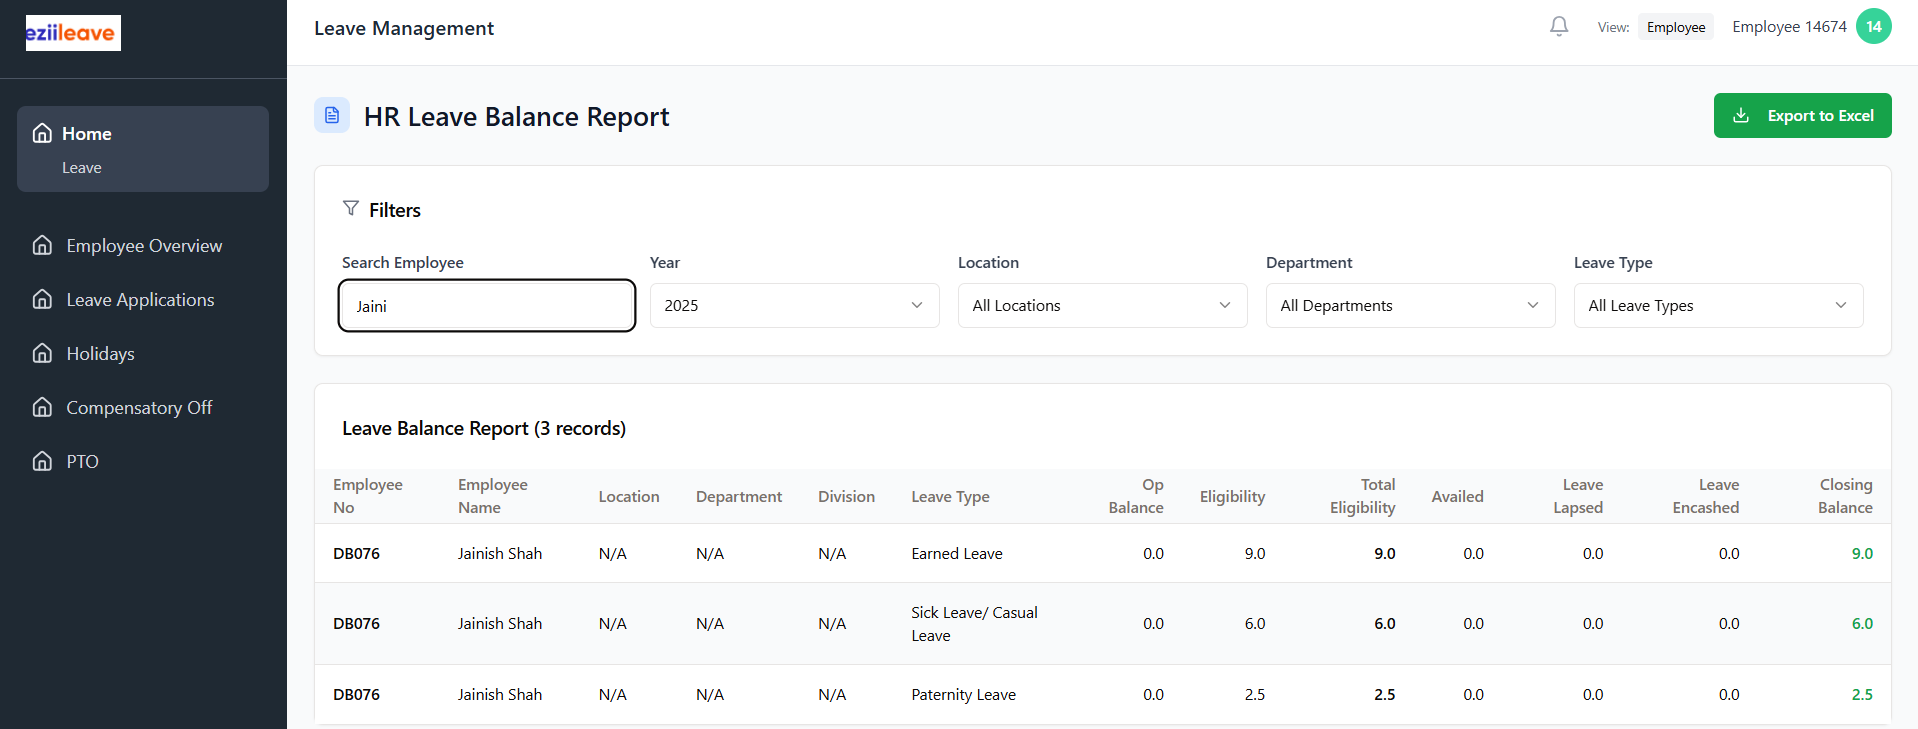 eziileave
Leave Management
View: Employee Employee 14674 14
Home
Leave
Employee Overview
Leave Applications
Holidays
Compensatory Off
PTO
HR Leave Balance Report
Export to Excel
Filters
Search Employee Year Location Department Leave Type
Jaini 2025 All Locations All Departments All Leave Types
Leave Balance Report (3 records)
Employee No Employee Name Location Department Division Leave Type Op Balance Eligibility Total Eligibility Availed Leave Lapsed Leave Encashed Closing Balance
DB076 Jainish Shah N/A N/A N/A Earned Leave 0.0 9.0 9.0 0.0 0.0 0.0 9.0
DB076 Jainish Shah N/A N/A N/A Sick Leave/ Casual Leave 0.0 6.0 6.0 0.0 0.0 0.0 6.0
DB076 Jainish Shah N/A N/A N/A Paternity Leave 0.0 2.5 2.5 0.0 0.0 0.0 2.5